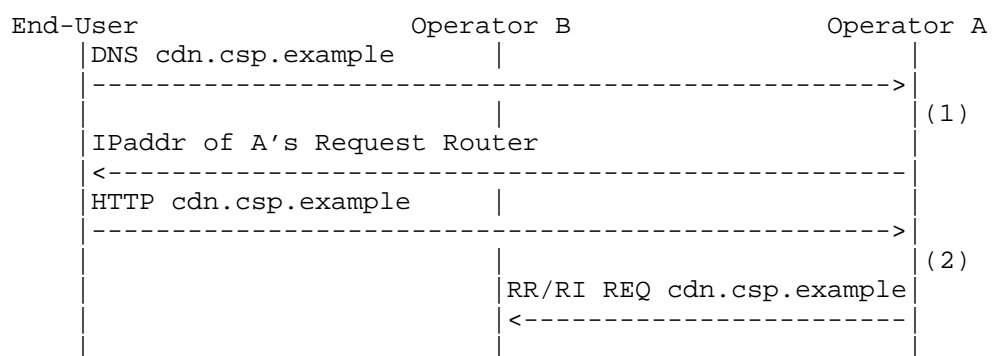 End-User Operator B Operator A
DNS cdn.csp.example
(1)
IPaddr of A's Request Router
HTTP cdn.csp.example
(2)
RR/RI REQ cdn.csp.example